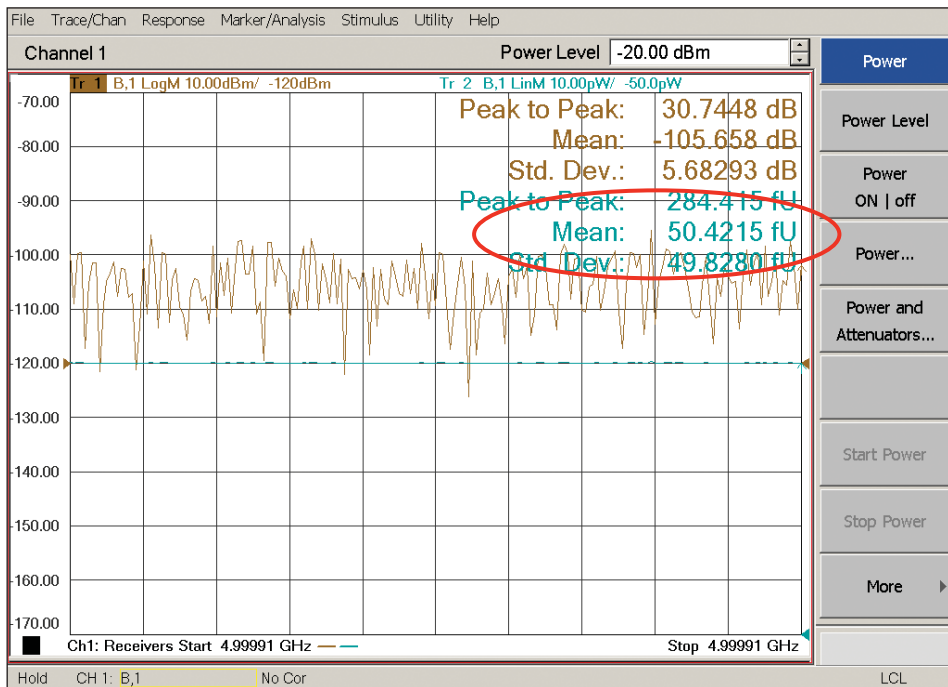 File Trace/Chan Response Marker/Analysis Stimulus Utility Help
Channel 1
Power Level -20.00 dBm
Power
Tr 1 B,1 LogM 10.00dBm/ -120dBm
Tr 2 B,1 LinM 10.00pW/ -50.0pW
Peak to Peak: 30.7448 dB
Mean: -105.658 dB
Std. Dev.: 5.68293 dB
Peak to Peak: 284.415 fU
Mean: 50.4215 fU
Std. Dev.: 49.8280 fU
-70.00
-80.00
-90.00
-100.00
-110.00
-120.00
-130.00
-140.00
-150.00
-160.00
-170.00
Ch1: Receivers Start 4.99991 GHz
Stop 4.99991 GHz
Power Level
Power
ON | off
Power...
Power and
Attenuators...
Start Power
Stop Power
More
Hold CH 1: B,1 No Cor LCL